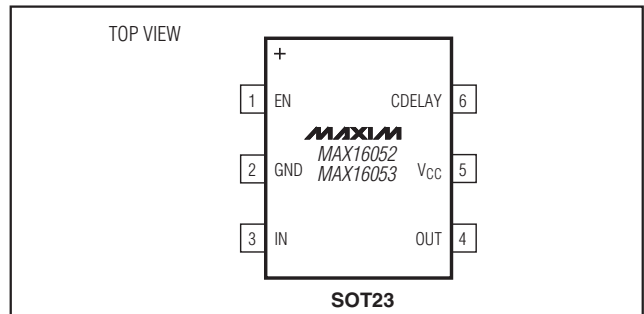 TOP VIEW
+
1 EN CDELAY 6
MAXIM
MAX16052
2 GND MAX16053 VCC 5
3 IN OUT 4
SOT23